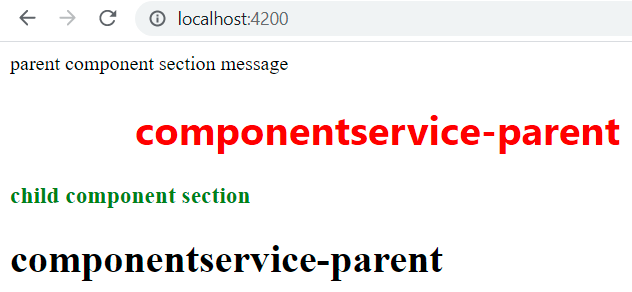 localhost:4200
parent component section message
componentservice-parent
child component section
componentservice-parent